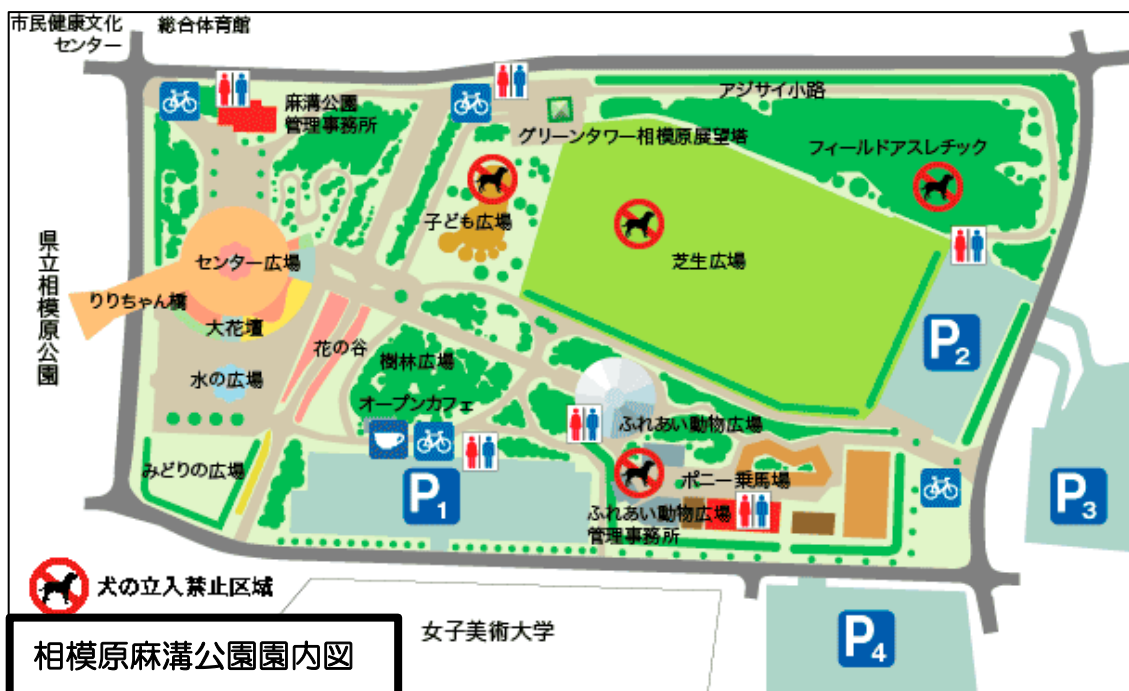 市民健康文化
センター
総合体育館
麻溝公園
管理事務所
アジサイ小路
グリーンタワー相模原展望塔
フィールドアスレチック
子ども広場
芝生広場
県立相模原公園
センター広場
りりちゃん橋
大花壇
花の谷
樹林広場
水の広場
オープンカフェ
P2
ふれあい動物広場
みどりの広場
P1
ポニー乗馬場
P3
ふれあい動物広場
管理事務所
犬の立入禁止区域
女子美術大学
P4
相模原麻溝公園園内図